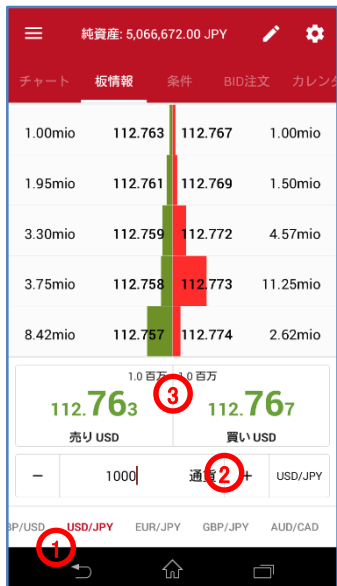 純資産: 5,066,672.00 JPY
チャート 板情報 条件 BID注文 カレンダ
1.00mio 112.763 112.767 1.00mio
1.95mio 112.761 112.769 1.50mio
3.30mio 112.759 112.772 4.57mio
3.75mio 112.758 112.773 11.25mio
8.42mio 112.757 112.774 2.62mio
1.0 百万 1.0 百万
3
112.763 112.767
売り USD 買い USD
− 1000 通貨 2 + USD/JPY
BP/USD USD/JPY EUR/JPY GBP/JPY AUD/CAD
1